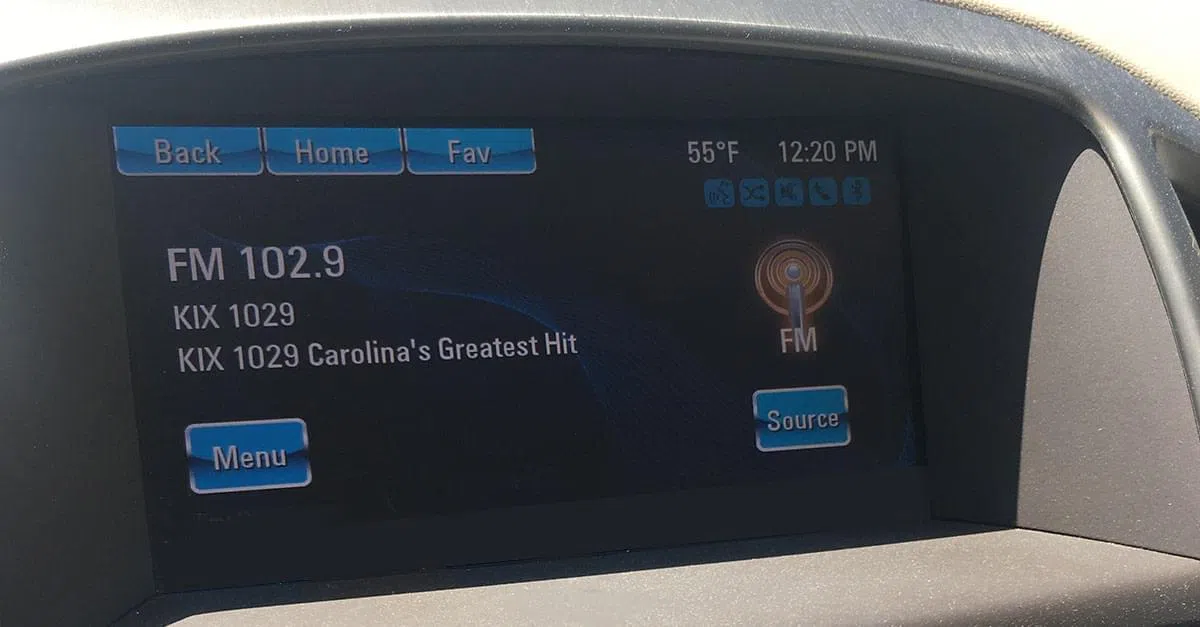 Back Home Fav 55°F 12:20 PM
FM 102.9
KIX 1029
KIX 1029 Carolina's Greatest Hit
FM
Menu
Source